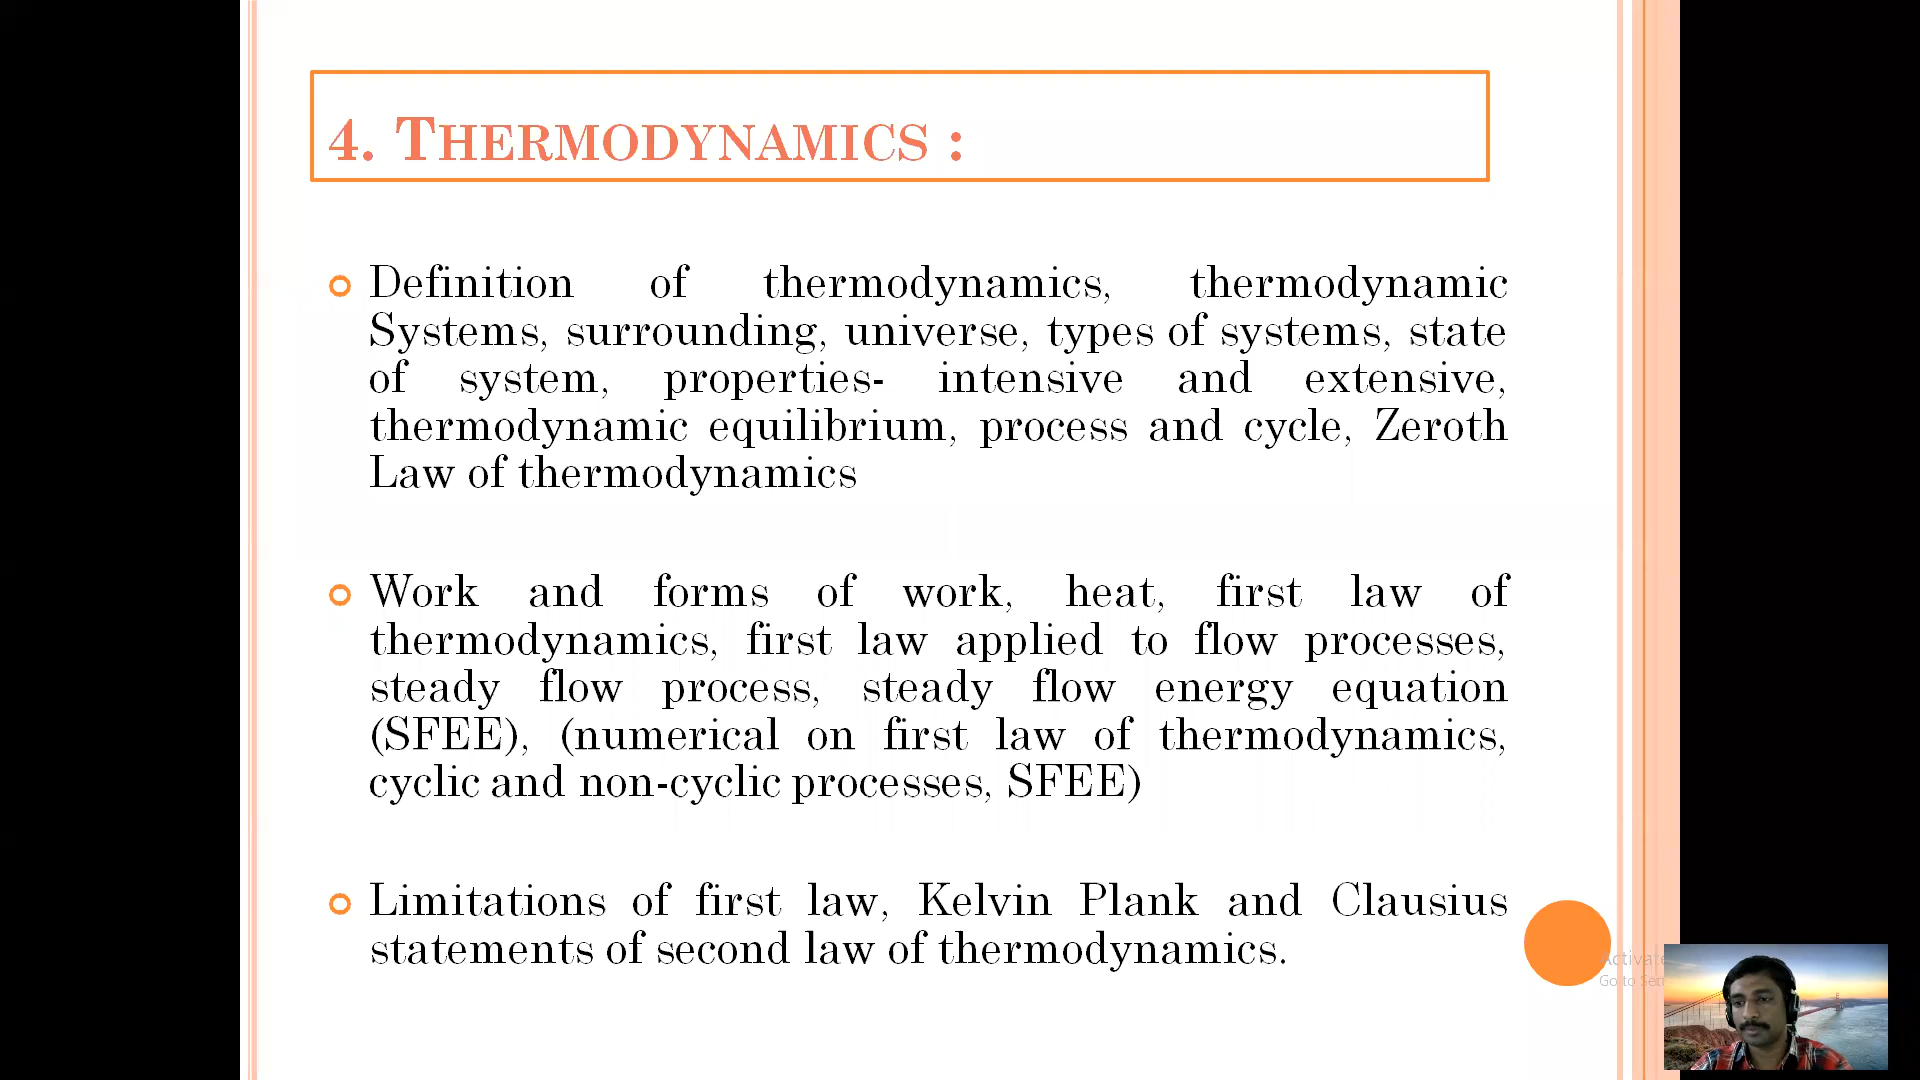 4. THERMODYNAMICS :
Definition of thermodynamics, thermodynamic
Systems, surrounding, universe, types of systems, state
of system, properties- intensive and extensive,
thermodynamic equilibrium, process and cycle, Zeroth
Law of thermodynamics
Work and forms of work, heat, first law of
thermodynamics, first law applied to flow processes,
steady flow process, steady flow energy equation
(SFEE), (numerical on first law of thermodynamics,
cyclic and non-cyclic processes, SFEE)
Limitations of first law, Kelvin Plank and Clausius
statements of second law of thermodynamics.
Activate
Go to Set